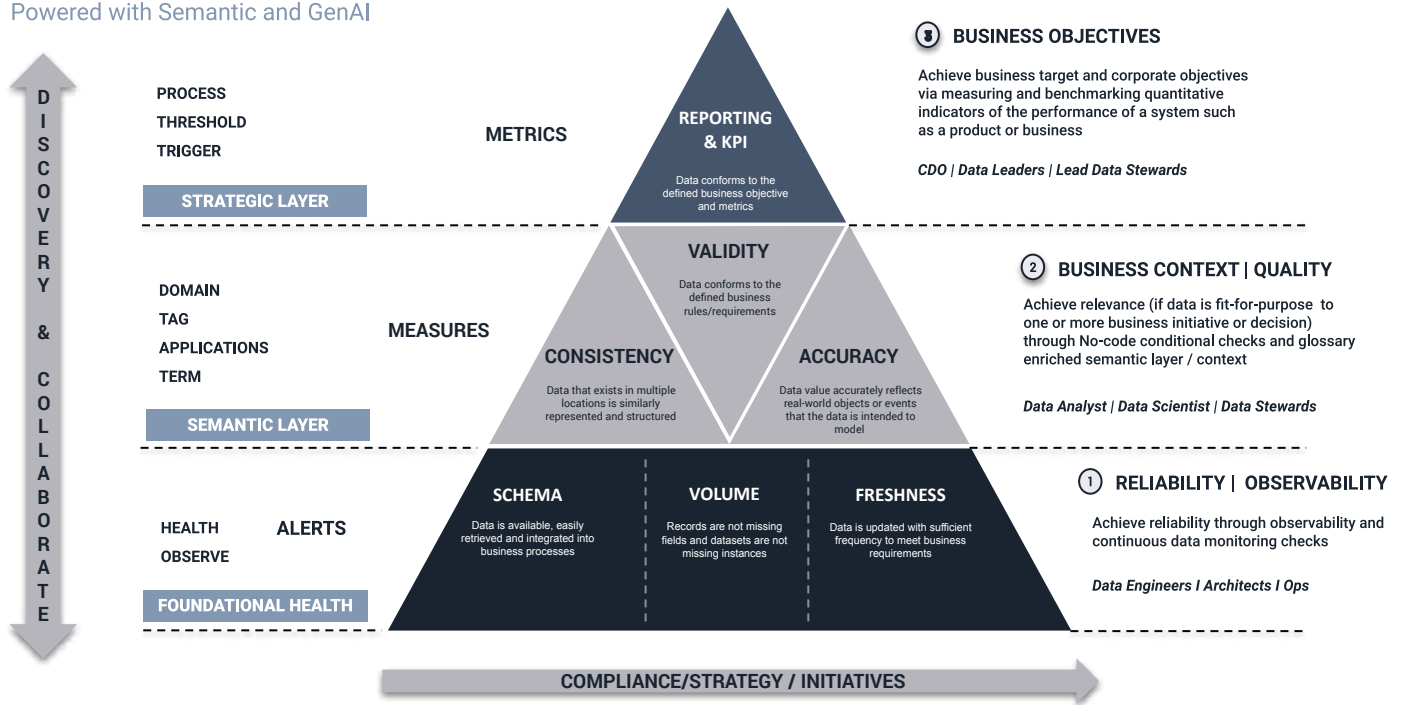 Powered with Semantic and GenAI
DISCOVERY & COLLABORATE
PROCESS
THRESHOLD
TRIGGER
STRATEGIC LAYER
METRICS
REPORTING
& KPI
Data conforms to the
defined business objective
and metrics
3 BUSINESS OBJECTIVES
Achieve business target and corporate objectives
via measuring and benchmarking quantitative
indicators of the performance of a system such
as a product or business
CDO | Data Leaders | Lead Data Stewards
DOMAIN
TAG
APPLICATIONS
TERM
SEMANTIC LAYER
MEASURES
VALIDITY
Data conforms to the
defined business
rules/requirements
CONSISTENCY
Data that exists in multiple
locations is similarly
represented and structured
ACCURACY
Data value accurately reflects
real-world objects or events
that the data is intended to
model
2 BUSINESS CONTEXT | QUALITY
Achieve relevance (if data is fit-for-purpose to
one or more business initiative or decision)
through No-code conditional checks and glossary
enriched semantic layer / context
Data Analyst | Data Scientist | Data Stewards
HEALTH
OBSERVE
ALERTS
FOUNDATIONAL HEALTH
SCHEMA
Data is available, easily
retrieved and integrated into
business processes
VOLUME
Records are not missing
fields and datasets are not
missing instances
FRESHNESS
Data is updated with sufficient
frequency to meet business
requirements
1 RELIABILITY | OBSERVABILITY
Achieve reliability through observability and
continuous data monitoring checks
Data Engineers I Architects I Ops
COMPLIANCE/STRATEGY / INITIATIVES